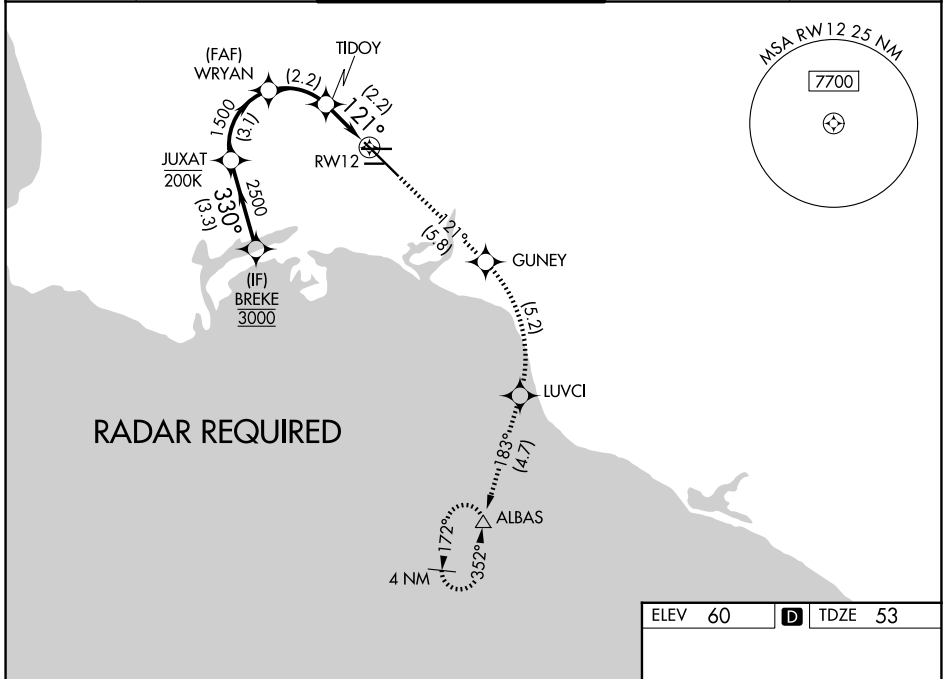 MSA RW12 25 NM
7700
TIDOY
(FAF)
WRYAN
(2.2)
(2.2)
121°
1500
(3.1)
JUXAT
200K
RW12
2500
330°
(3.3)
(IF)
BREKE
3000
121°
(5.8)
GUNEY
(5.2)
LUVCI
RADAR REQUIRED
183°
(4.7)
ALBAS
172°
352°
4 NM
ELEV 60 D TDZE 53